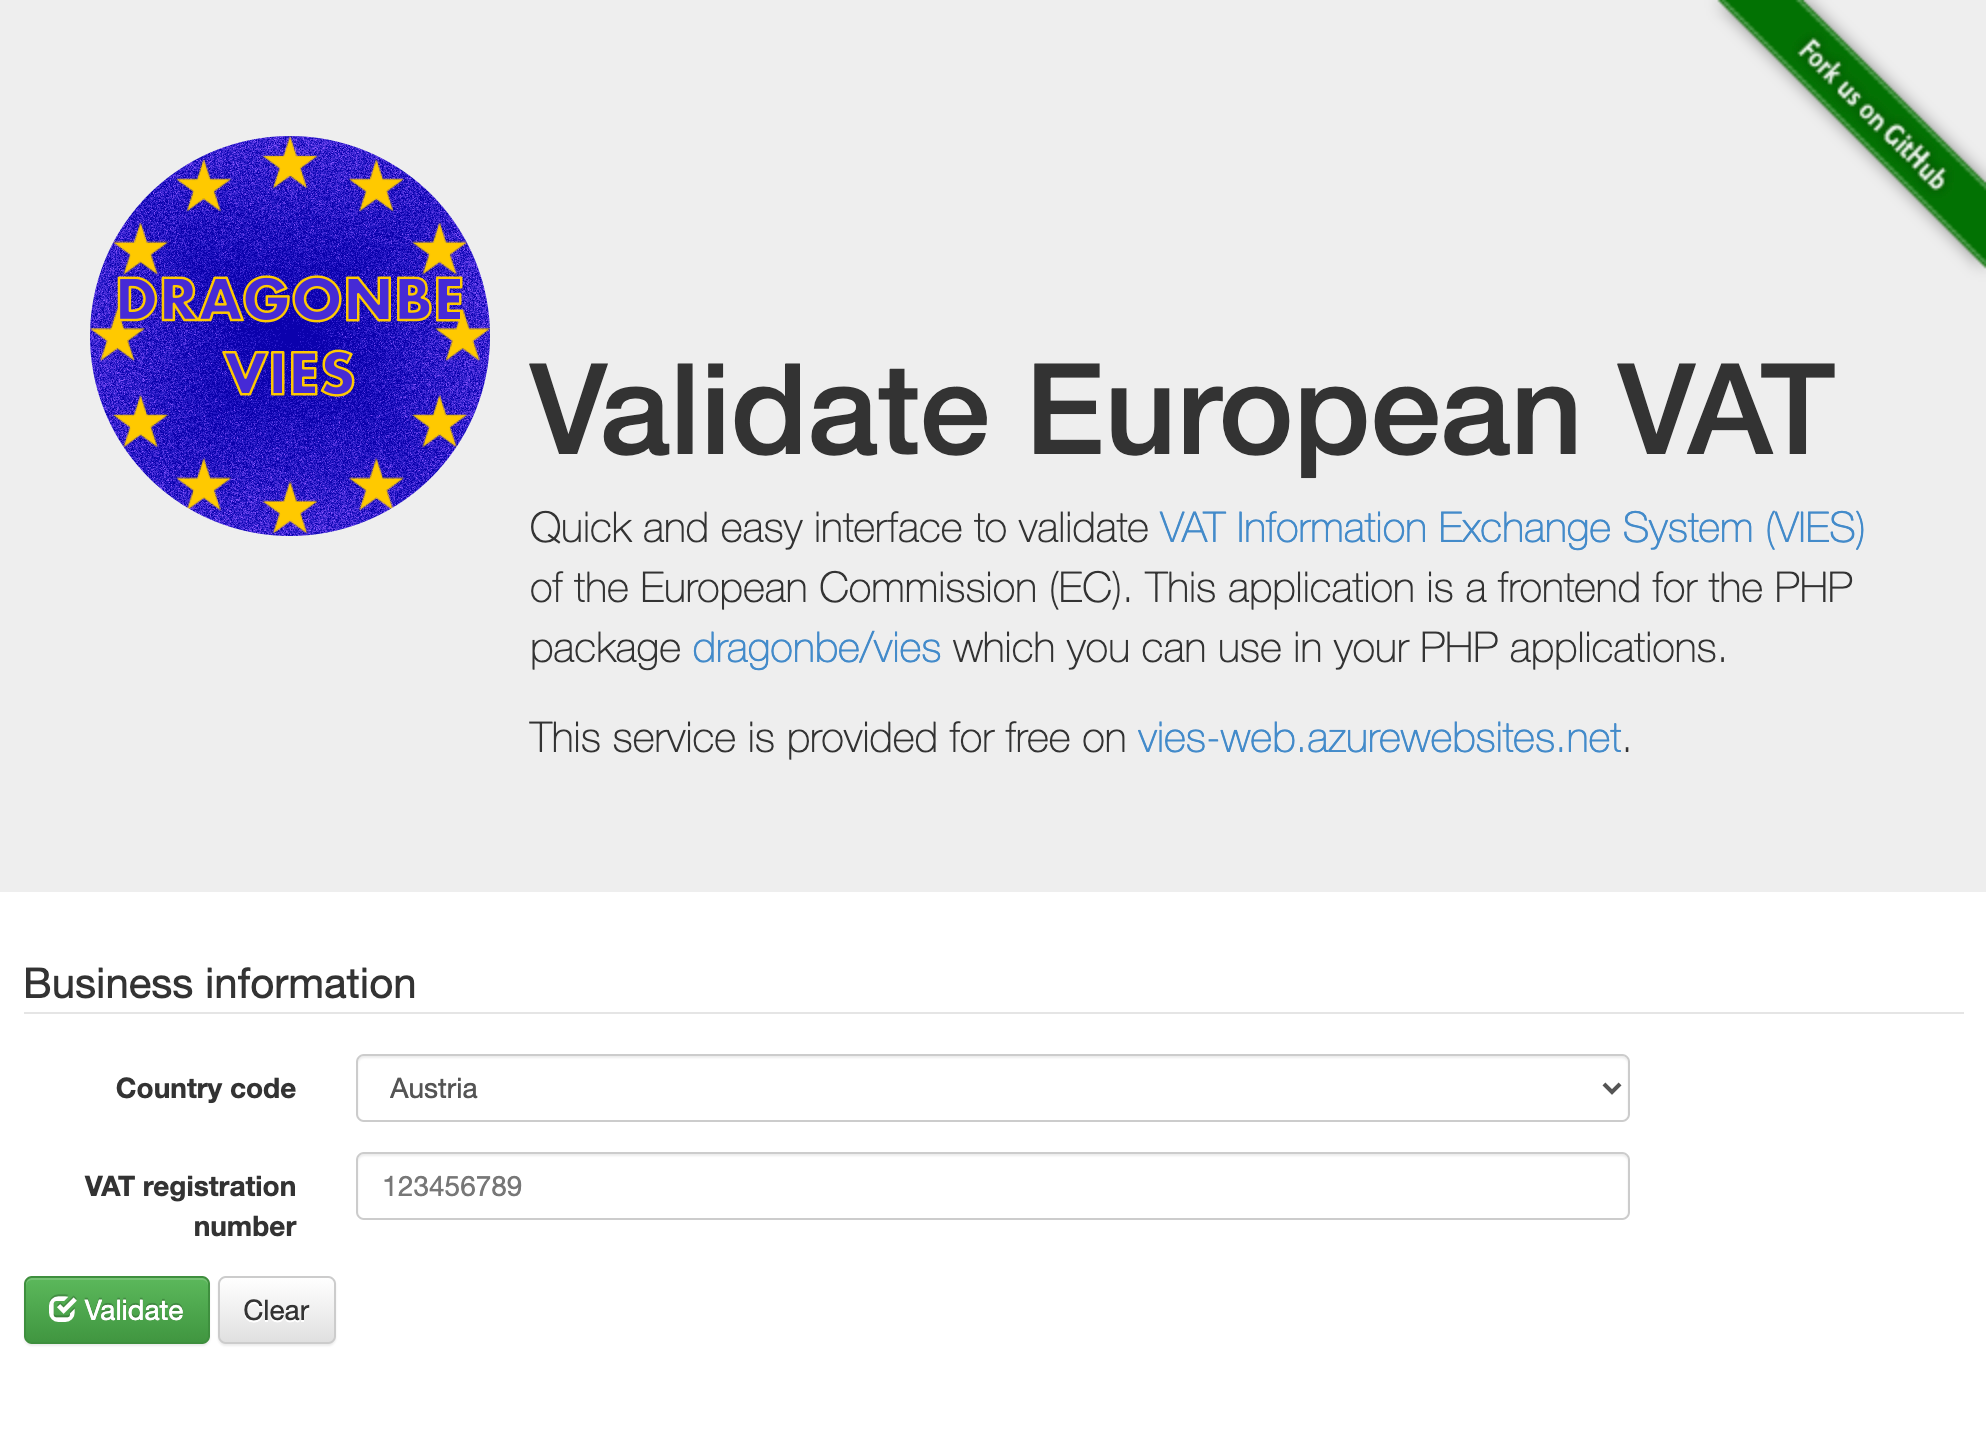 Fork us on GitHub
DRAGONBE
VIES
Validate European VAT
Quick and easy interface to validate VAT Information Exchange System (VIES)
of the European Commission (EC). This application is a frontend for the PHP
package dragonbe/vies which you can use in your PHP applications.
This service is provided for free on vies-web.azurewebsites.net.
Business information
Country code
Austria
VAT registration
number
123456789
Validate
Clear